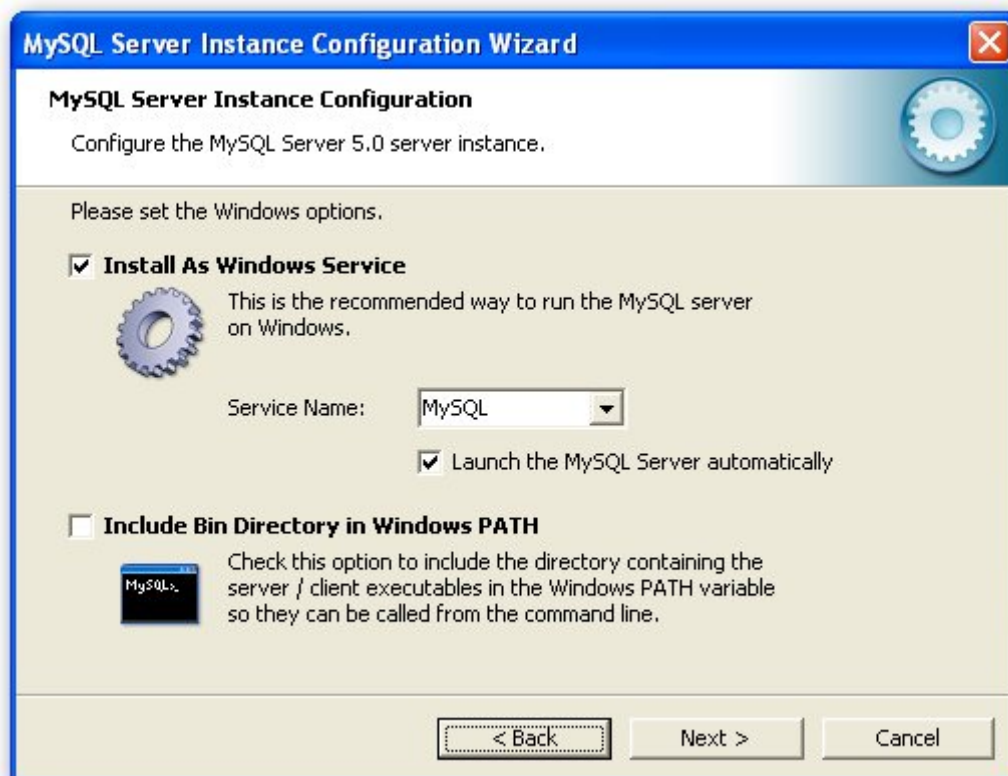 MySQL Server Instance Configuration Wizard
MySQL Server Instance Configuration
Configure the MySQL Server 5.0 server instance.
Please set the Windows options.
Install As Windows Service
This is the recommended way to run the MySQL server
on Windows.
Service Name: MySQL
Launch the MySQL Server automatically
Include Bin Directory in Windows PATH
Check this option to include the directory containing the
server / client executables in the Windows PATH variable
so they can be called from the command line.
MySQL>_
< Back Next > Cancel